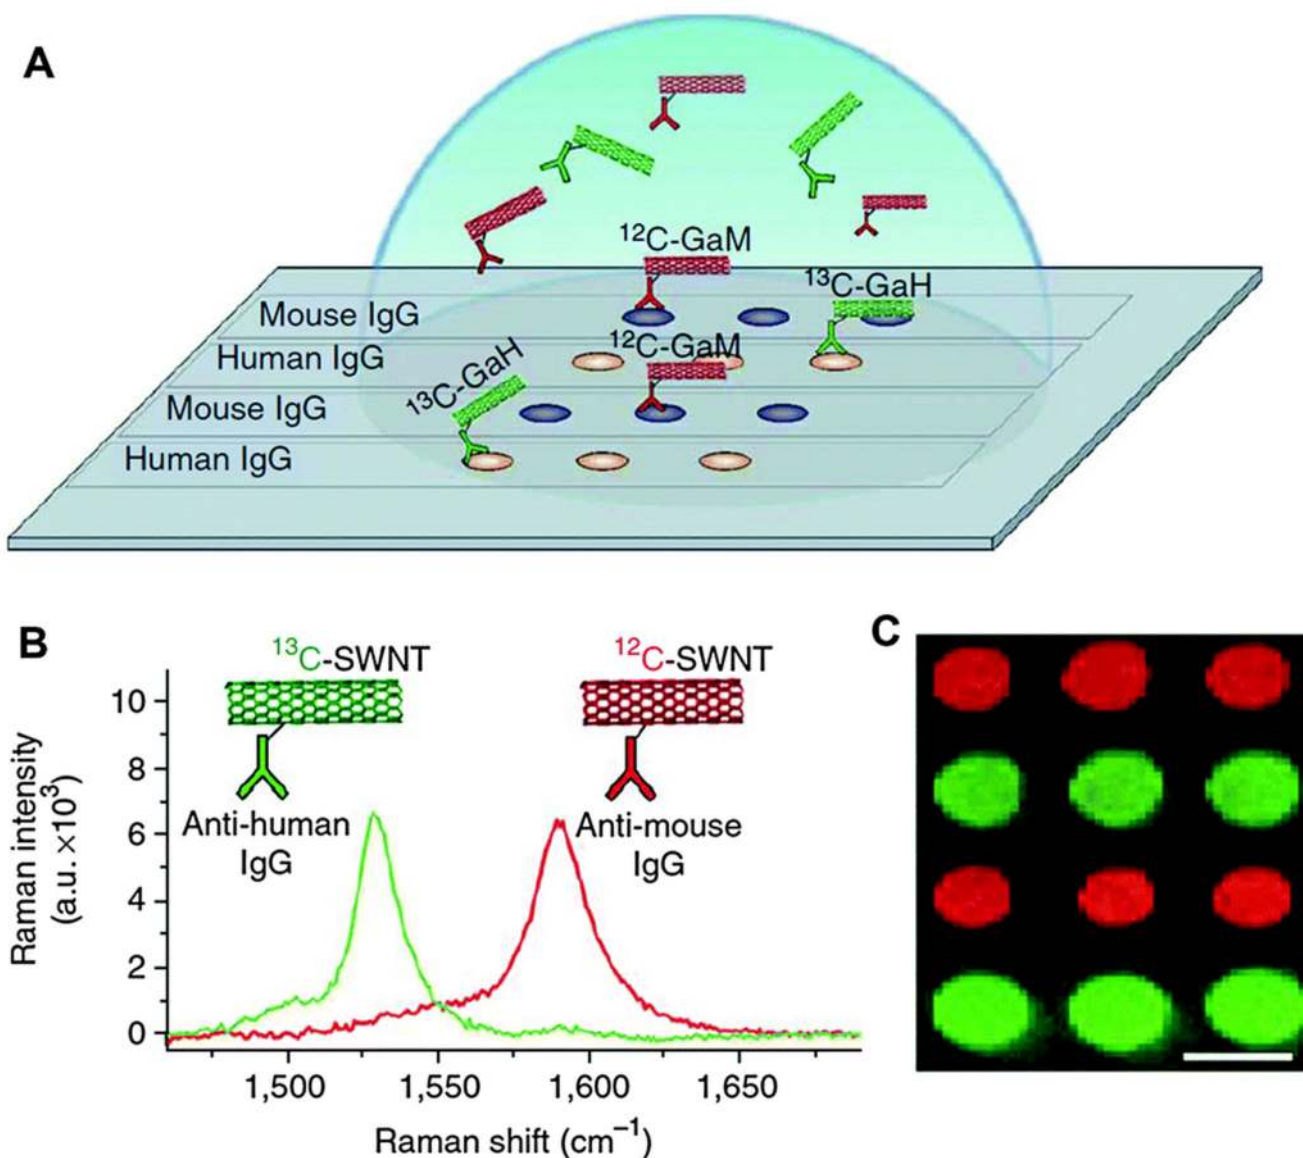 A
¹²C-GaM
¹³C-GaH
Mouse IgG
¹²C-GaM
Human IgG
¹³C-GaH
Mouse IgG
Human IgG
B
¹³C-SWNT
¹²C-SWNT
Anti-human
IgG
Anti-mouse
IgG
Raman intensity
(a.u. ×10³)
10
8
6
4
2
0
1,500
1,550
1,600
1,650
Raman shift (cm⁻¹)
C